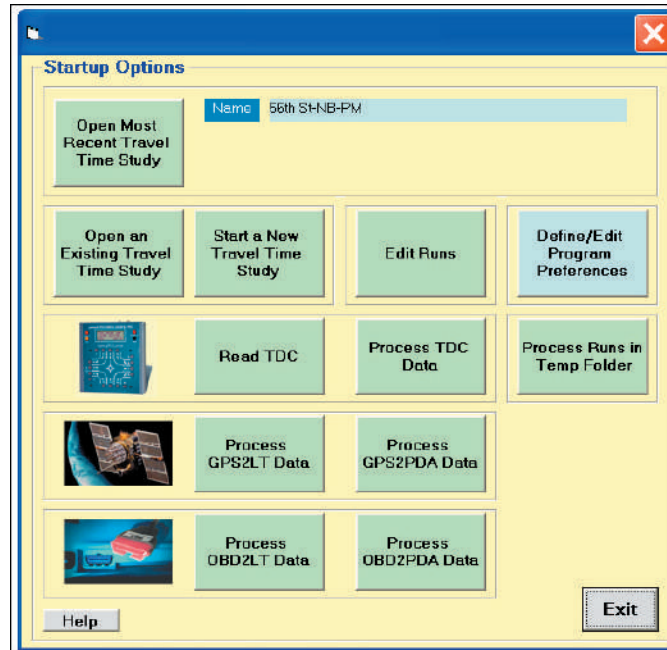 Startup Options
Open Most
Recent Travel
Time Study
Name 56th St-NB-PM
Open an
Existing Travel
Time Study
Start a New
Travel Time
Study
Edit Runs
Define/Edit
Program
Preferences
Read TDC
Process TDC
Data
Process Runs in
Temp Folder
Process
GPS2LT Data
Process
GPS2PDA Data
Process
OBD2LT Data
Process
OBD2PDA Data
Help
Exit